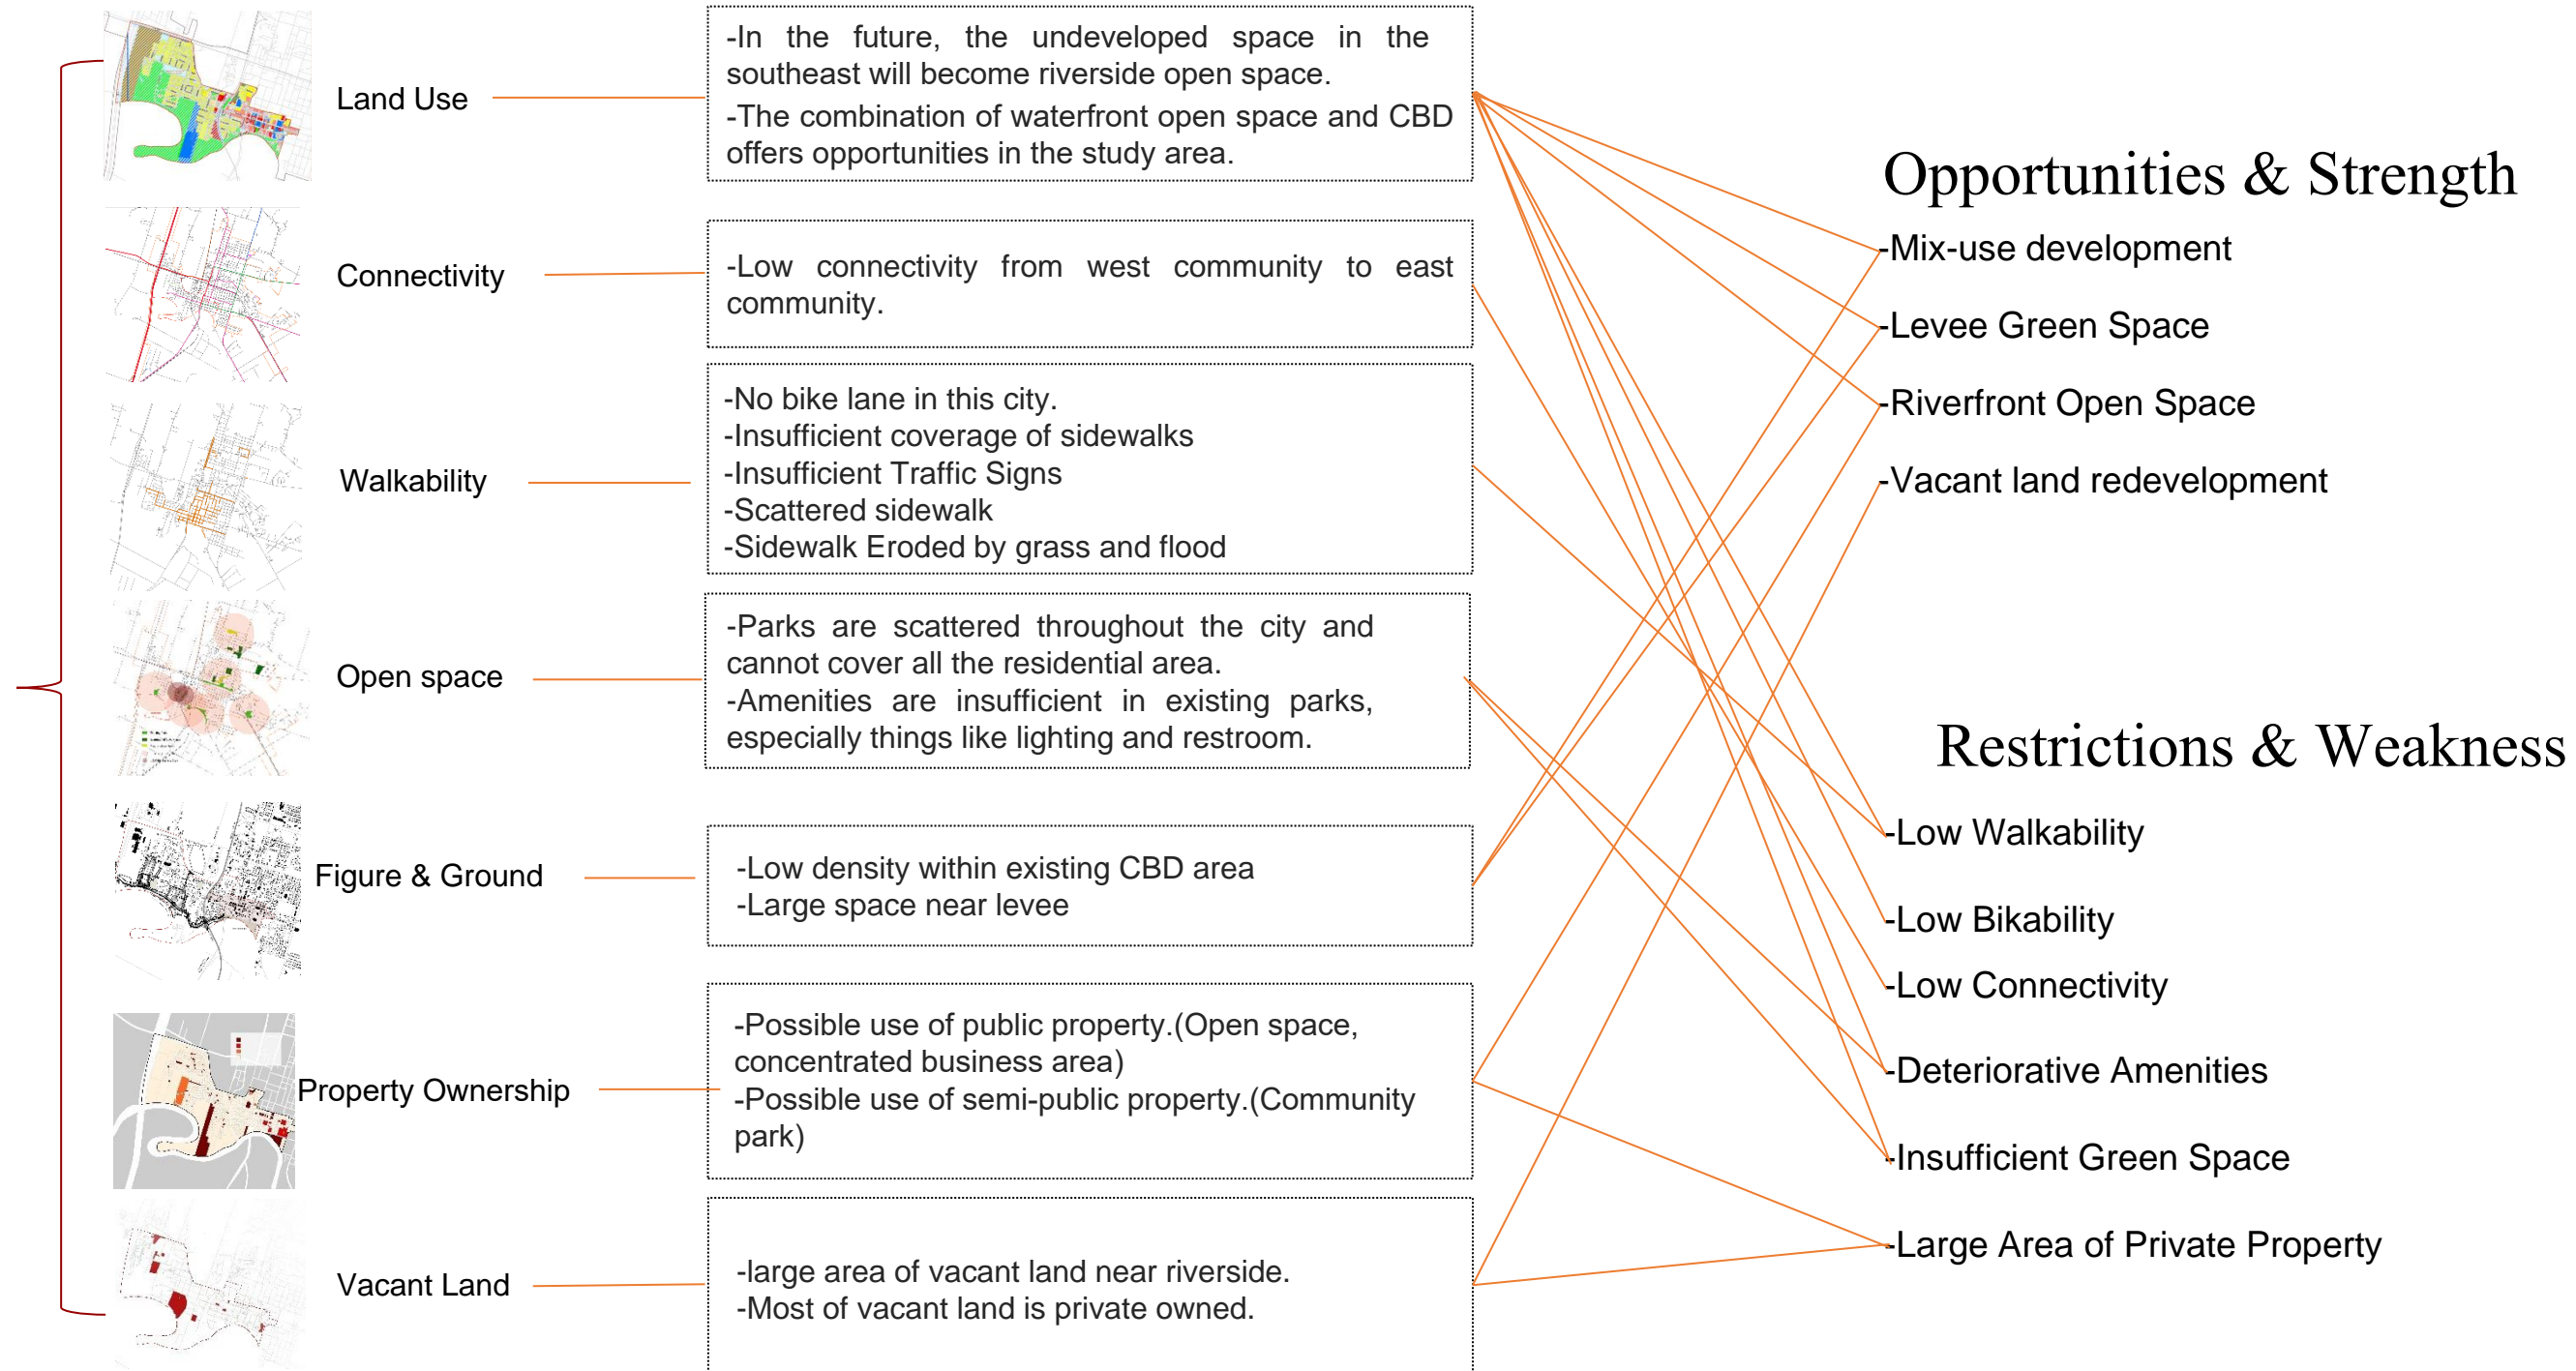 Land Use
-In the future, the undeveloped space in the
southeast will become riverside open space.
-The combination of waterfront open space and CBD
offers opportunities in the study area.
Connectivity
-Low connectivity from west community to east
community.
Walkability
-No bike lane in this city.
-Insufficient coverage of sidewalks
-Insufficient Traffic Signs
-Scattered sidewalk
-Sidewalk Eroded by grass and flood
Open space
-Parks are scattered throughout the city and
cannot cover all the residential area.
-Amenities are insufficient in existing parks,
especially things like lighting and restroom.
Figure & Ground
-Low density within existing CBD area
-Large space near levee
Property Ownership
-Possible use of public property.(Open space,
concentrated business area)
-Possible use of semi-public property.(Community
park)
Vacant Land
-large area of vacant land near riverside.
-Most of vacant land is private owned.
Opportunities & Strength
-Mix-use development
-Levee Green Space
-Riverfront Open Space
-Vacant land redevelopment
Restrictions & Weakness
-Low Walkability
-Low Bikability
-Low Connectivity
-Deteriorative Amenities
-Insufficient Green Space
-Large Area of Private Property